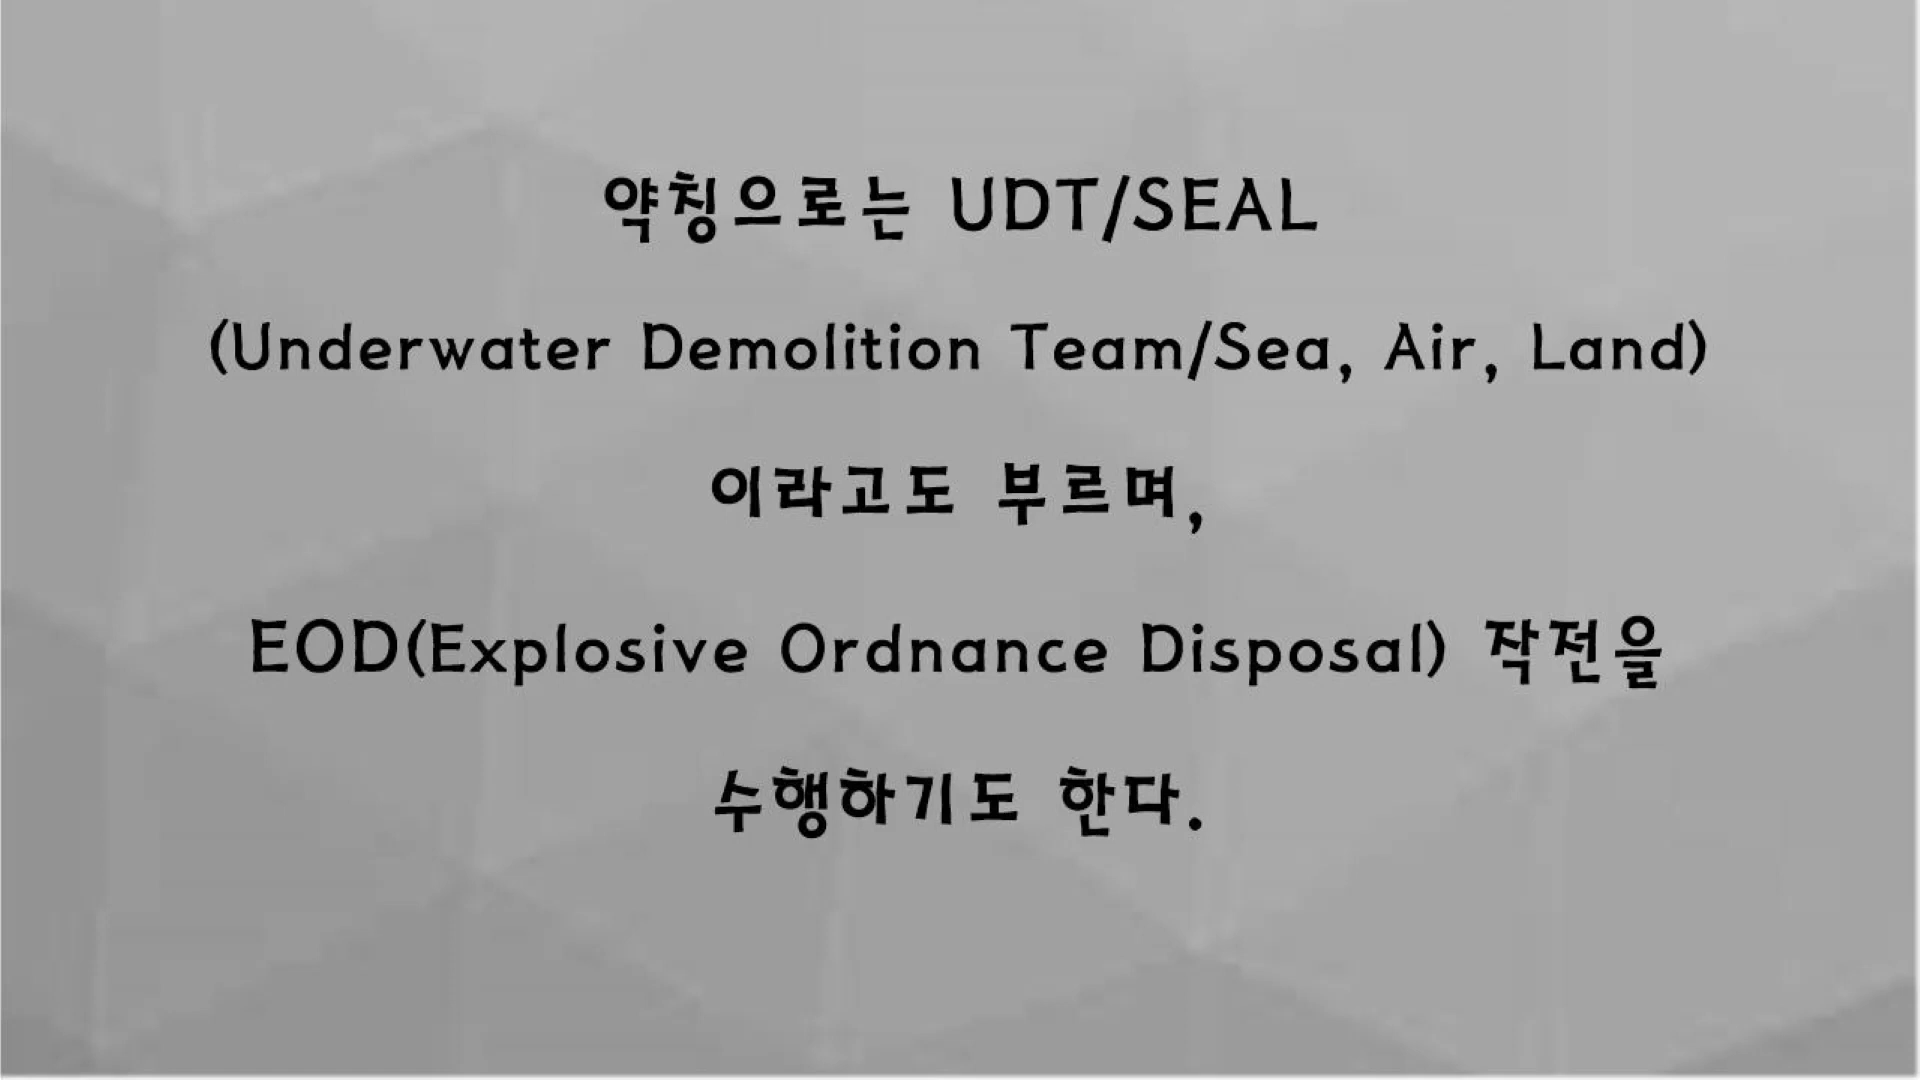 약칭으로는 UDT/SEAL
(Underwater Demolition Team/Sea, Air, Land)
이라고도 부르며,
EOD(Explosive Ordnance Disposal) 작전을
수행하기도 한다.